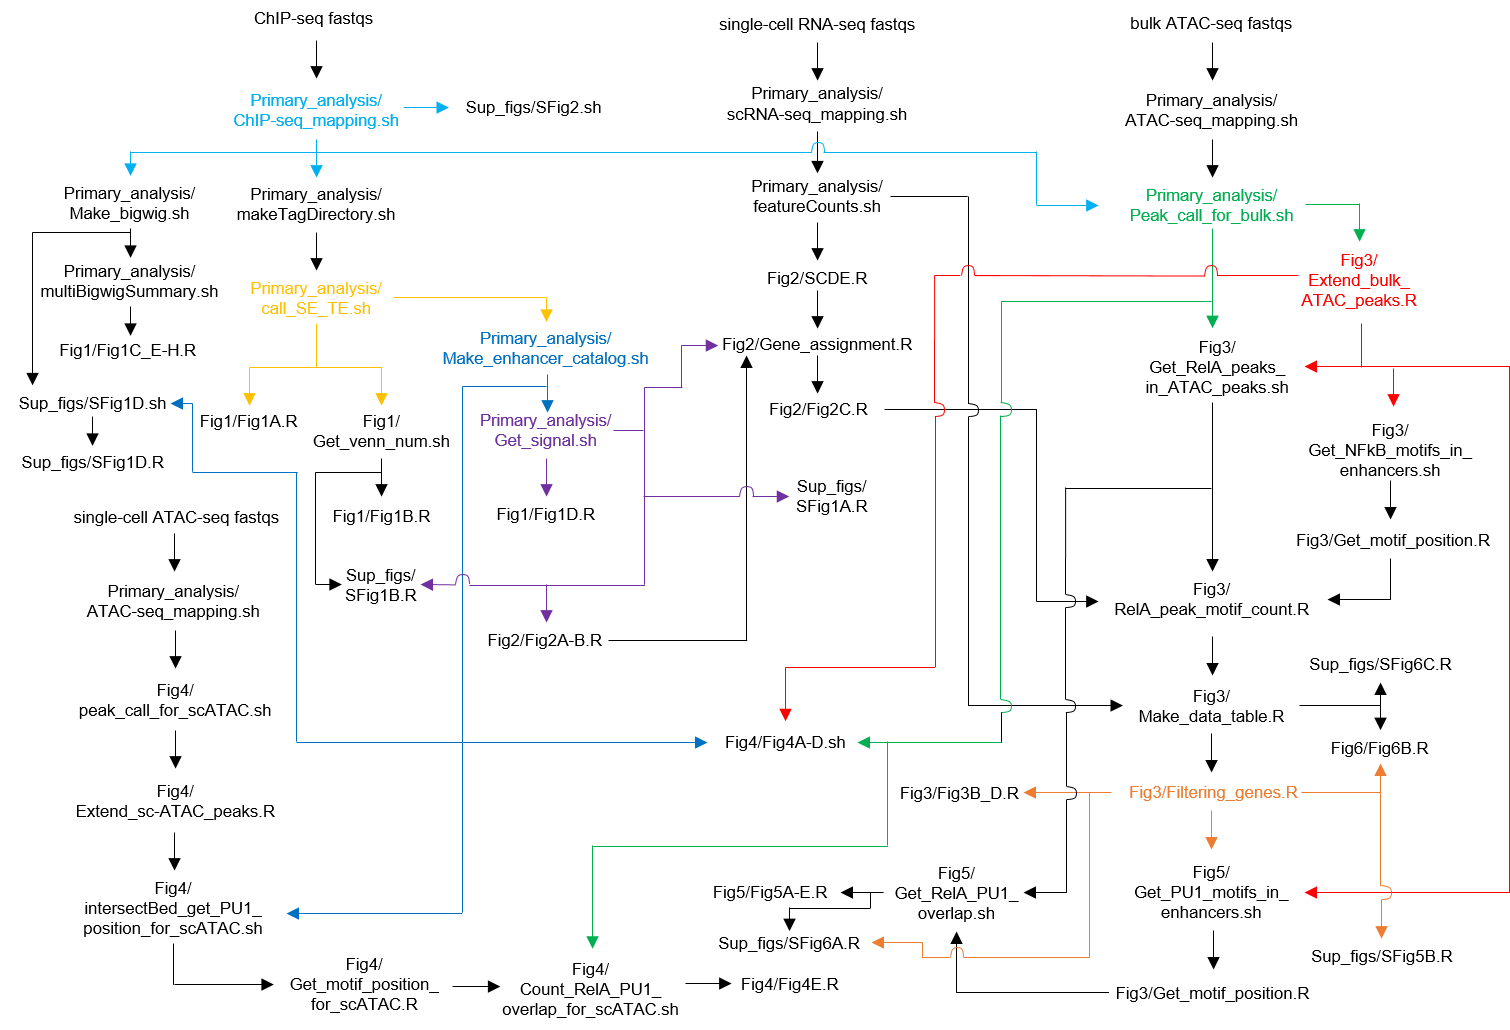 ChIP-seq fastqs
single-cell RNA-seq fastqs
bulk ATAC-seq fastqs
Primary_analysis/
ChIP-seq_mapping.sh
Sup_figs/SFig2.sh
Primary_analysis/
scRNA-seq_mapping.sh
Primary_analysis/
ATAC-seq_mapping.sh
Primary_analysis/
Make_bigwig.sh
Primary_analysis/
makeTagDirectory.sh
Primary_analysis/
featureCounts.sh
Primary_analysis/
Peak_call_for_bulk.sh
Primary_analysis/
multiBigwigSummary.sh
Primary_analysis/
call_SE_TE.sh
Fig2/SCDE.R
Fig3/
Extend_bulk_
ATAC_peaks.R
Fig1/Fig1C_E-H.R
Primary_analysis/
Make_enhancer_catalog.sh
Fig2/Gene_assignment.R
Fig3/
Get_RelA_peaks_
in_ATAC_peaks.sh
Sup_figs/SFig1D.sh
Fig1/Fig1A.R
Fig1/
Get_venn_num.sh
Primary_analysis/
Get_signal.sh
Fig2/Fig2C.R
Fig3/
Get_NFkB_motifs_in_
enhancers.sh
Sup_figs/SFig1D.R
Fig1/Fig1B.R
Fig1/Fig1D.R
Sup_figs/
SFig1A.R
single-cell ATAC-seq fastqs
Fig3/Get_motif_position.R
Primary_analysis/
ATAC-seq_mapping.sh
Sup_figs/
SFig1B.R
Fig3/
RelA_peak_motif_count.R
Fig2/Fig2A-B.R
Sup_figs/SFig6C.R
Fig4/
peak_call_for_scATAC.sh
Fig3/
Make_data_table.R
Fig4/Fig4A-D.sh
Fig6/Fig6B.R
Fig4/
Extend_sc-ATAC_peaks.R
Fig3/Fig3B_D.R
Fig3/Filtering_genes.R
Fig4/
intersectBed_get_PU1_
position_for_scATAC.sh
Fig5/Fig5A-E.R
Fig5/
Get_RelA_PU1_
overlap.sh
Fig5/
Get_PU1_motifs_in_
enhancers.sh
Sup_figs/SFig6A.R
Sup_figs/SFig5B.R
Fig4/
Get_motif_position_
for_scATAC.R
Fig4/
Count_RelA_PU1_
overlap_for_scATAC.sh
Fig4/Fig4E.R
Fig3/Get_motif_position.R